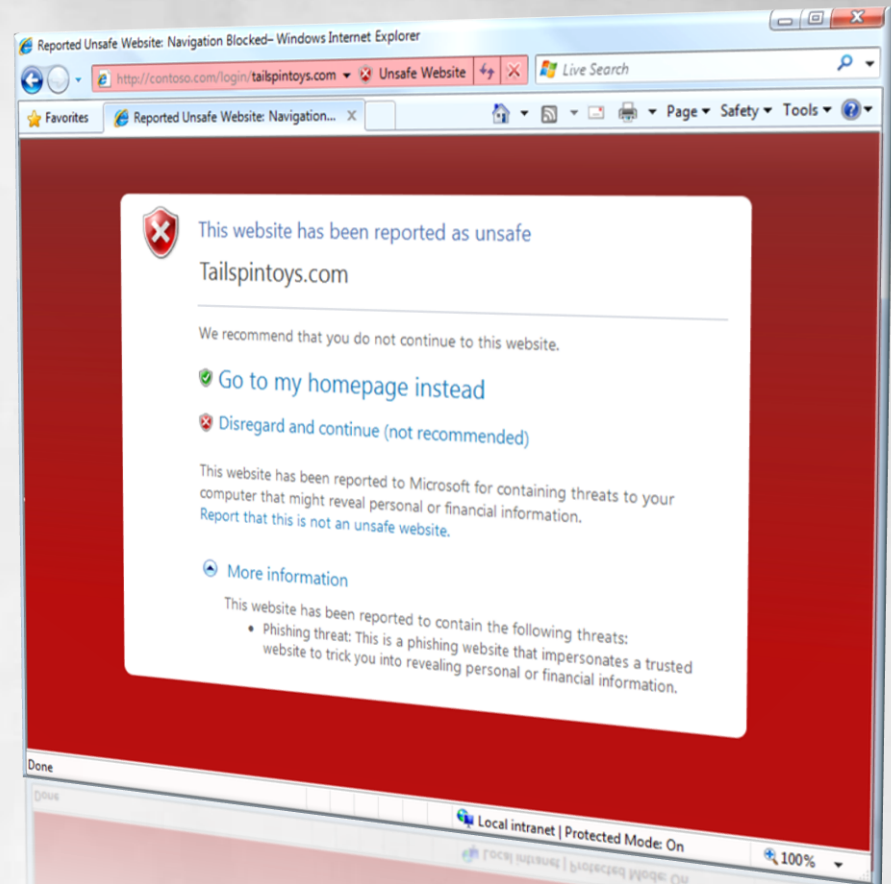 Reported Unsafe Website: Navigation Blocked– Windows Internet Explorer
http://contoso.com/login/tailspintoys.com Unsafe Website Live Search
Favorites Reported Unsafe Website: Navigation... X Page Safety Tools
This website has been reported as unsafe
Tailspintoys.com
We recommend that you do not continue to this website.
Go to my homepage instead
Disregard and continue (not recommended)
This website has been reported to Microsoft for containing threats to your
computer that might reveal personal or financial information.
Report that this is not an unsafe website.
More information
This website has been reported to contain the following threats:
• Phishing threat: This is a phishing website that impersonates a trusted
website to trick you into revealing personal or financial information.
Done
Local intranet | Protected Mode: On
100%